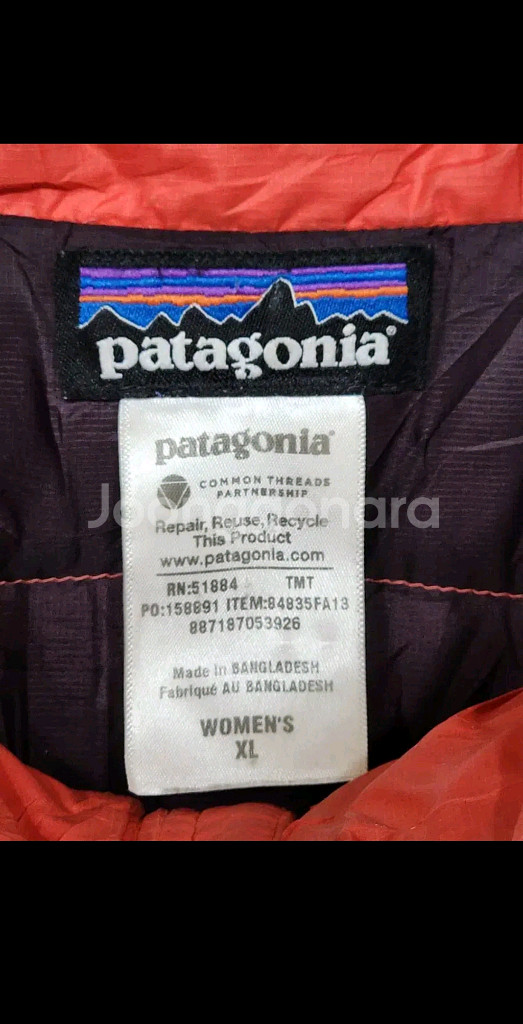 patagonia®
patagonia®
COMMON THREADS
PARTNERSHIP
Repair, Reuse, Recycle
This Product
www.patagonia.com
RN:51884 TMT
PO:158891 ITEM:84835FA13
887187053926
Made in BANGLADESH
Fabriqué AU BANGLADESH
WOMEN'S
XL